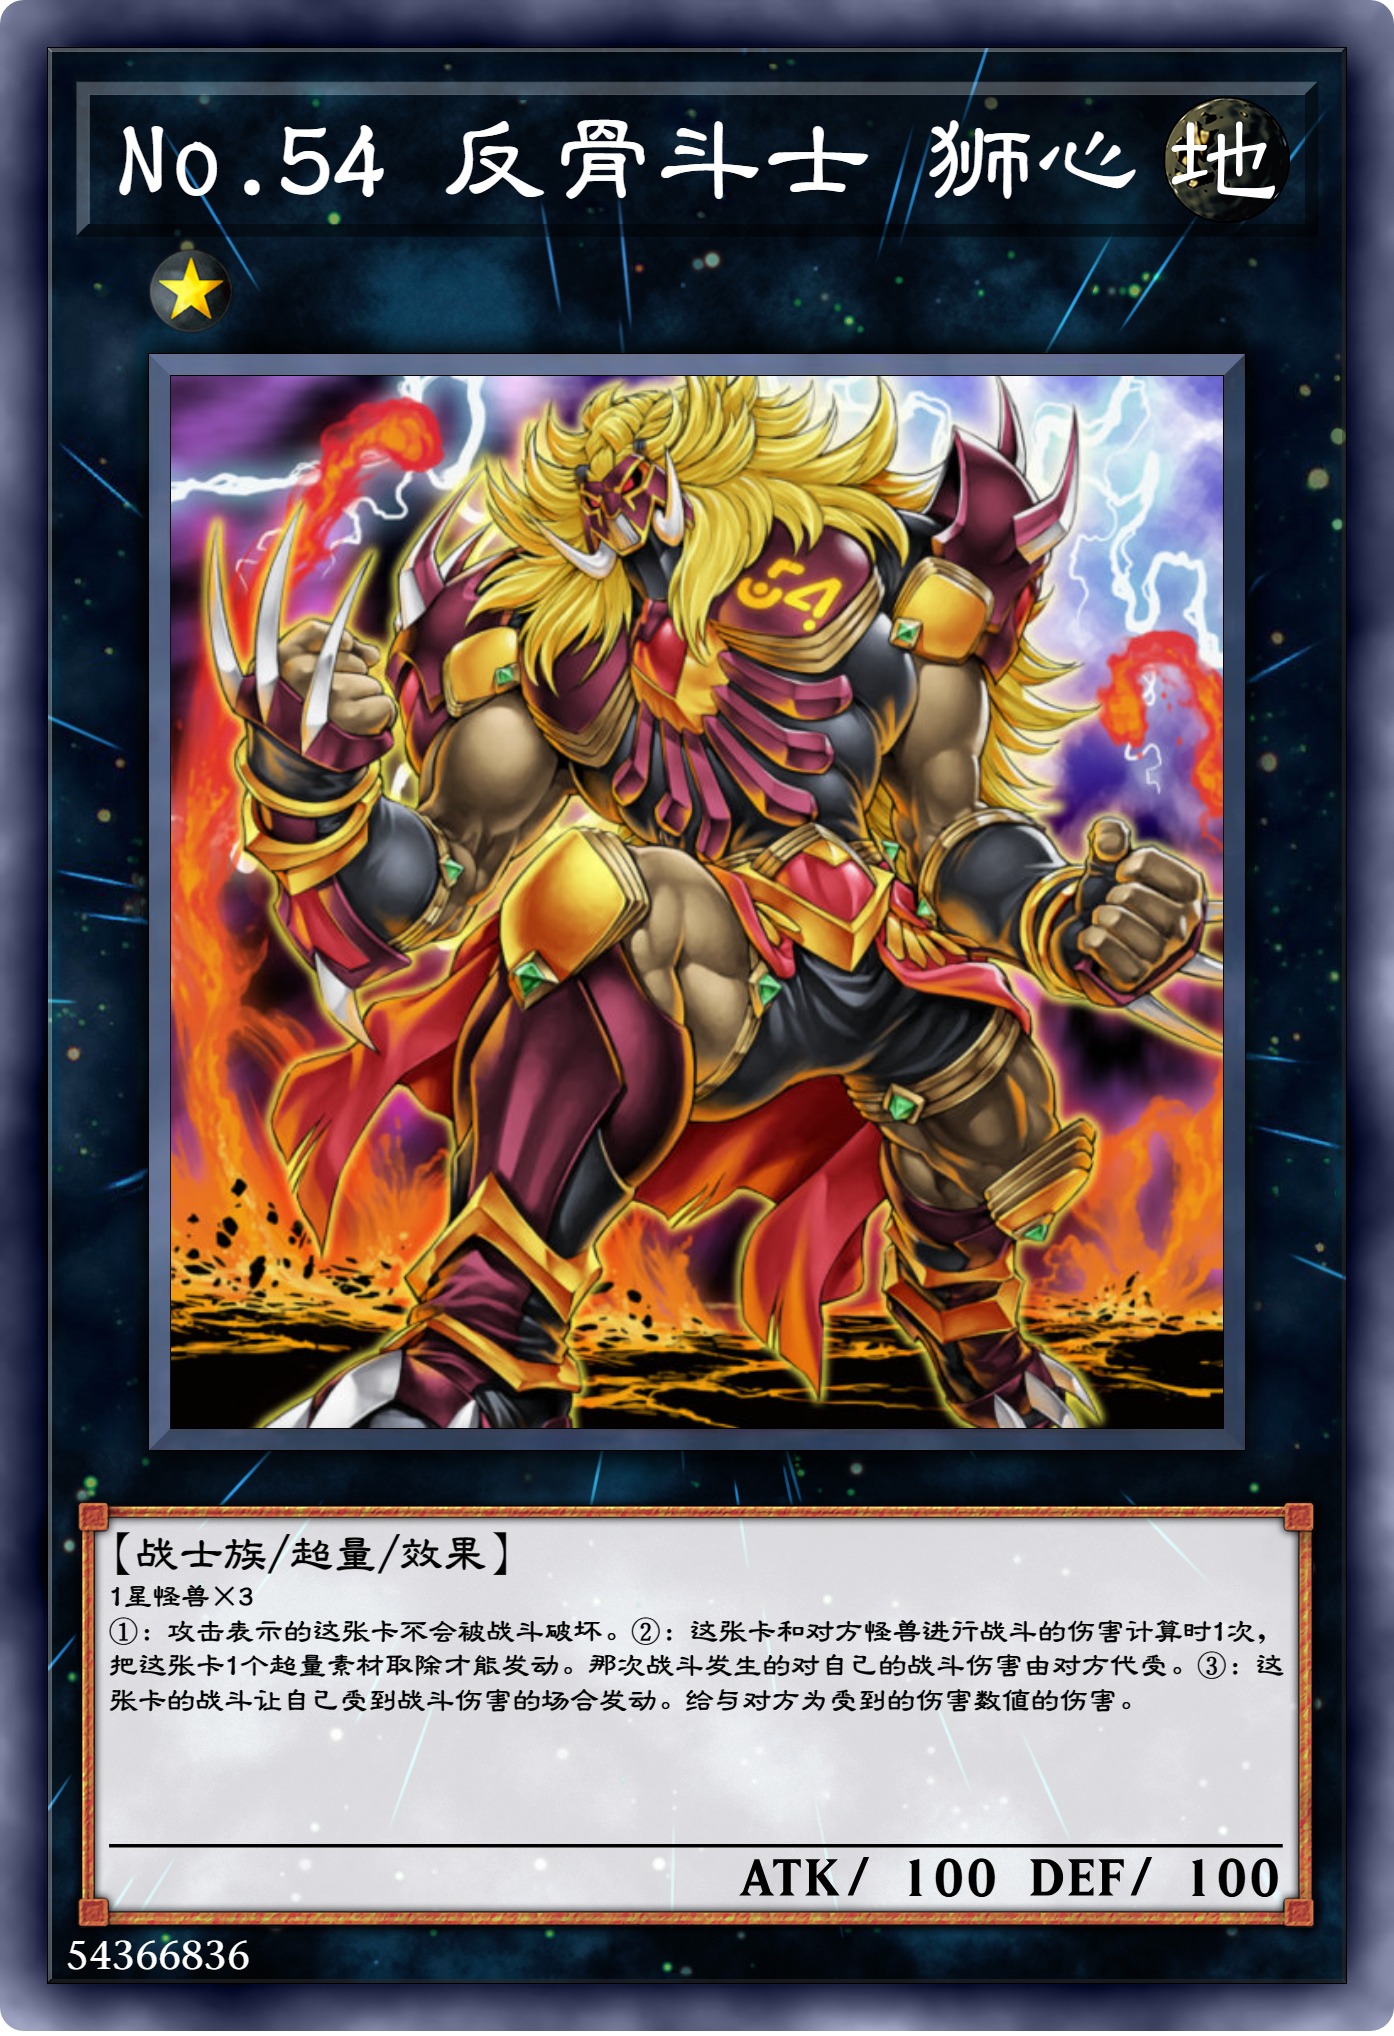 No.54 反骨斗士 狮心 地
54
【战士族/超量/效果】
1星怪兽×3
①：攻击表示的这张卡不会被战斗破坏。②：这张卡和对方怪兽进行战斗的伤害计算时1次，
把这张卡1个超量素材取除才能发动。那次战斗发生的对自己的战斗伤害由对方代受。③：这
张卡的战斗让自己受到战斗伤害的场合发动。给与对方为受到的伤害数值的伤害。
ATK/ 100 DEF/ 100
54366836